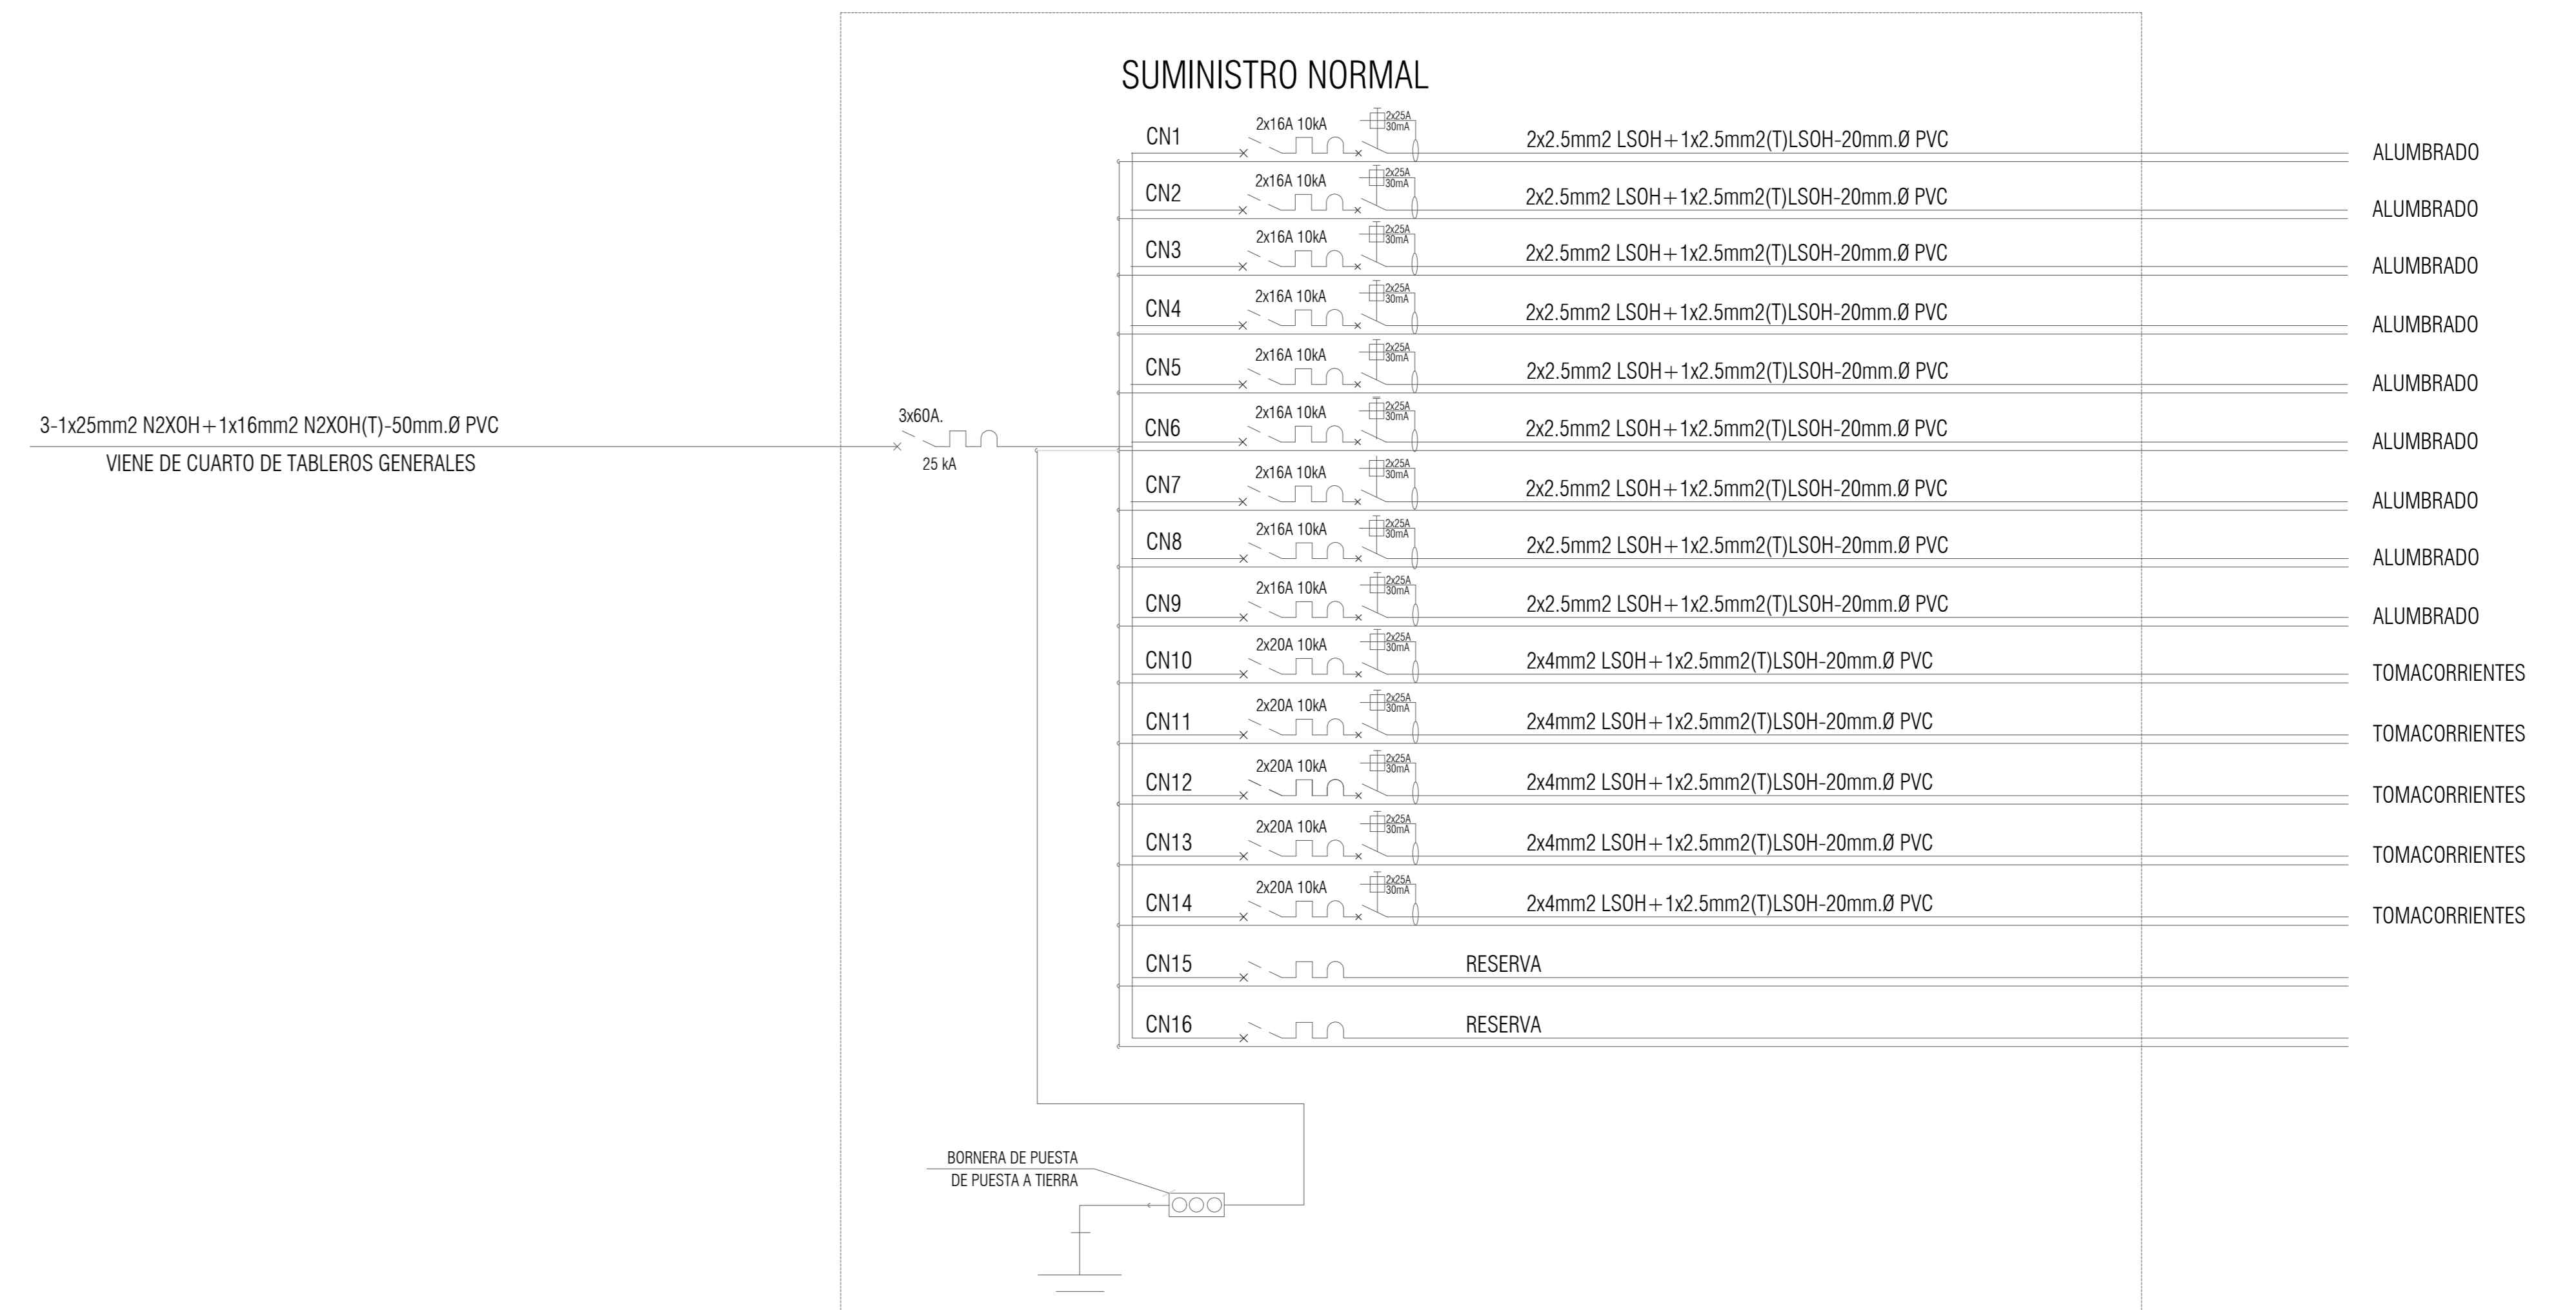 SUMINISTRO NORMAL
CN1 2x16A 10kA 2x25A 30mA 2x2.5mm2 LSOH+1x2.5mm2(T)LSOH-20mm.Ø PVC ALUMBRADO
CN2 2x16A 10kA 2x25A 30mA 2x2.5mm2 LSOH+1x2.5mm2(T)LSOH-20mm.Ø PVC ALUMBRADO
CN3 2x16A 10kA 2x25A 30mA 2x2.5mm2 LSOH+1x2.5mm2(T)LSOH-20mm.Ø PVC ALUMBRADO
CN4 2x16A 10kA 2x25A 30mA 2x2.5mm2 LSOH+1x2.5mm2(T)LSOH-20mm.Ø PVC ALUMBRADO
CN5 2x16A 10kA 2x25A 30mA 2x2.5mm2 LSOH+1x2.5mm2(T)LSOH-20mm.Ø PVC ALUMBRADO
3-1x25mm2 N2XOH+1x16mm2 N2XOH(T)-50mm.Ø PVC
VIENE DE CUARTO DE TABLEROS GENERALES
3x60A.
25 kA
CN6 2x16A 10kA 2x25A 30mA 2x2.5mm2 LSOH+1x2.5mm2(T)LSOH-20mm.Ø PVC ALUMBRADO
CN7 2x16A 10kA 2x25A 30mA 2x2.5mm2 LSOH+1x2.5mm2(T)LSOH-20mm.Ø PVC ALUMBRADO
CN8 2x16A 10kA 2x25A 30mA 2x2.5mm2 LSOH+1x2.5mm2(T)LSOH-20mm.Ø PVC ALUMBRADO
CN9 2x16A 10kA 2x25A 30mA 2x2.5mm2 LSOH+1x2.5mm2(T)LSOH-20mm.Ø PVC ALUMBRADO
CN10 2x20A 10kA 2x25A 30mA 2x4mm2 LSOH+1x2.5mm2(T)LSOH-20mm.Ø PVC TOMACORRIENTES
CN11 2x20A 10kA 2x25A 30mA 2x4mm2 LSOH+1x2.5mm2(T)LSOH-20mm.Ø PVC TOMACORRIENTES
CN12 2x20A 10kA 2x25A 30mA 2x4mm2 LSOH+1x2.5mm2(T)LSOH-20mm.Ø PVC TOMACORRIENTES
CN13 2x20A 10kA 2x25A 30mA 2x4mm2 LSOH+1x2.5mm2(T)LSOH-20mm.Ø PVC TOMACORRIENTES
CN14 2x20A 10kA 2x25A 30mA 2x4mm2 LSOH+1x2.5mm2(T)LSOH-20mm.Ø PVC TOMACORRIENTES
CN15 RESERVA
CN16 RESERVA
BORNERA DE PUESTA
DE PUESTA A TIERRA